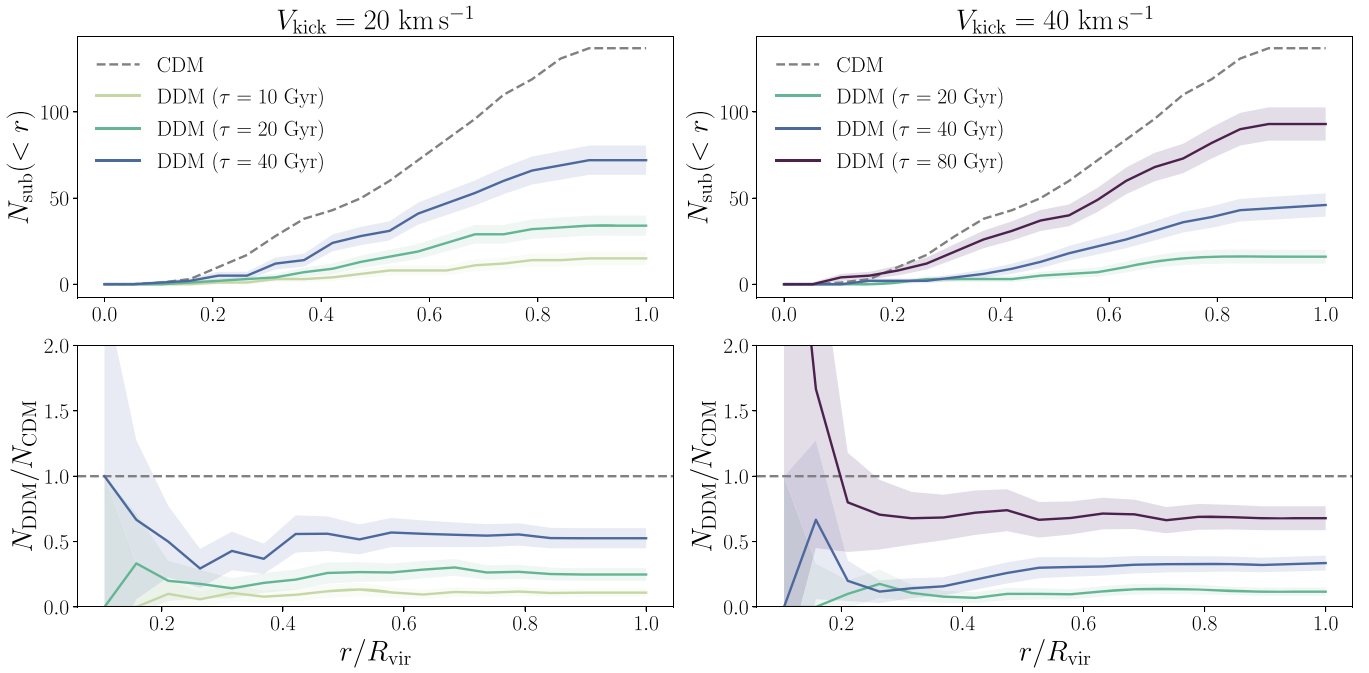 V_kick = 20 km s⁻¹
N_sub(< r)
100
50
0
CDM
DDM (τ = 10 Gyr)
DDM (τ = 20 Gyr)
DDM (τ = 40 Gyr)
0.0 0.2 0.4 0.6 0.8 1.0
V_kick = 40 km s⁻¹
N_sub(< r)
100
50
0
CDM
DDM (τ = 20 Gyr)
DDM (τ = 40 Gyr)
DDM (τ = 80 Gyr)
0.0 0.2 0.4 0.6 0.8 1.0
N_DDM/N_CDM
2.0
1.5
1.0
0.5
0.0
0.2 0.4 0.6 0.8 1.0
r/R_vir
N_DDM/N_CDM
2.0
1.5
1.0
0.5
0.0
0.2 0.4 0.6 0.8 1.0
r/R_vir